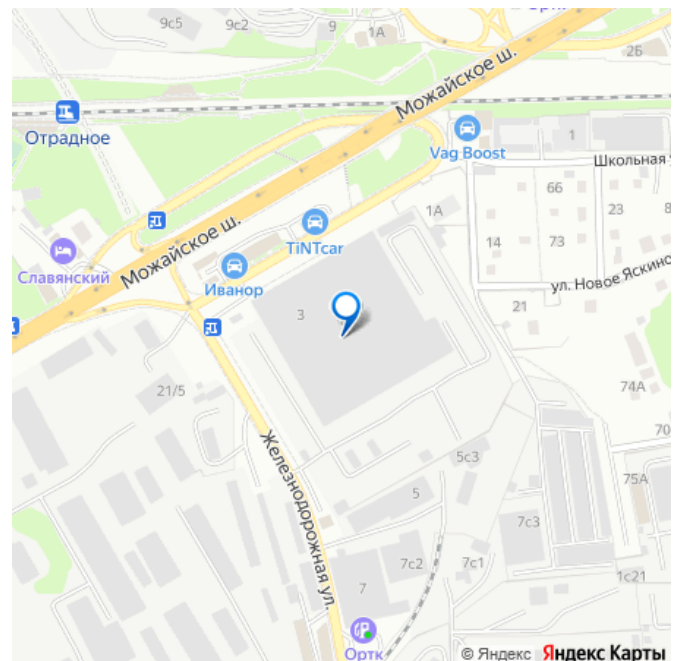 Ортк
9с5
9с2
9
1А
2Б
Можайское ш.
Отрадное
Vag Boost
1
Школьная
66
23
8
1А
14
73
TiNTcar
Славянский
Можайское ш.
Иванор
ул. Новое Яскино
21
3
21/5
74А
70
Железнодорожная ул.
5с3
75А
5
7с3
7с2
7с1
1с21
7
Ортк
© Яндекс Яндекс Карты